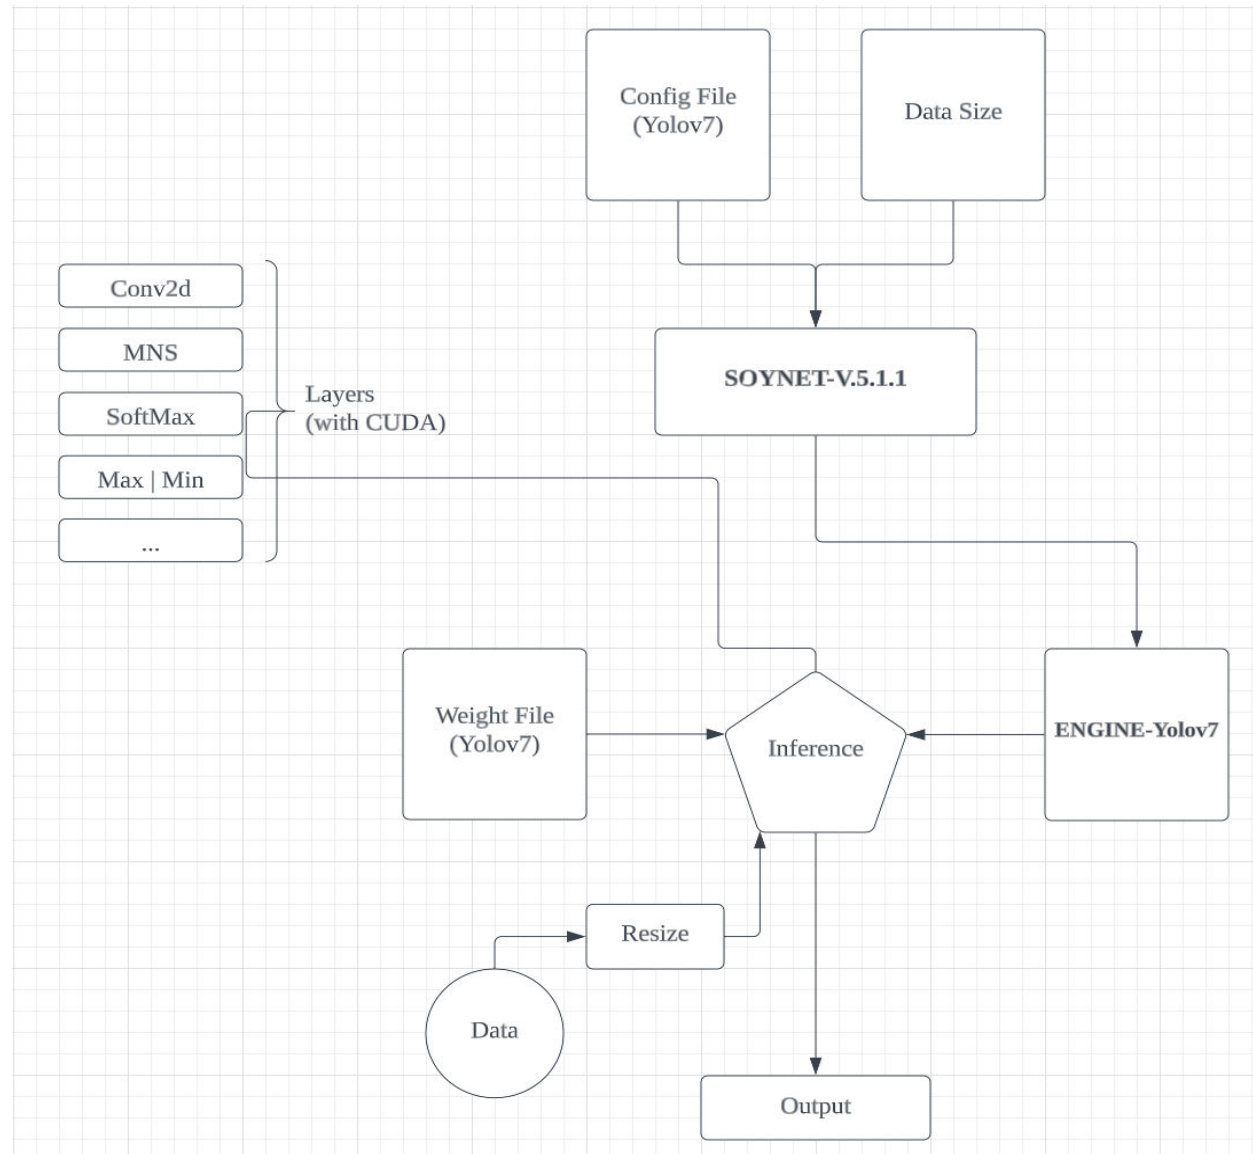 Config File
(Yolov7)
Data Size
Conv2d
MNS
SoftMax
Max | Min
...
Layers
(with CUDA)
SOYNET-V.5.1.1
Weight File
(Yolov7)
Inference
ENGINE-Yolov7
Resize
Data
Output